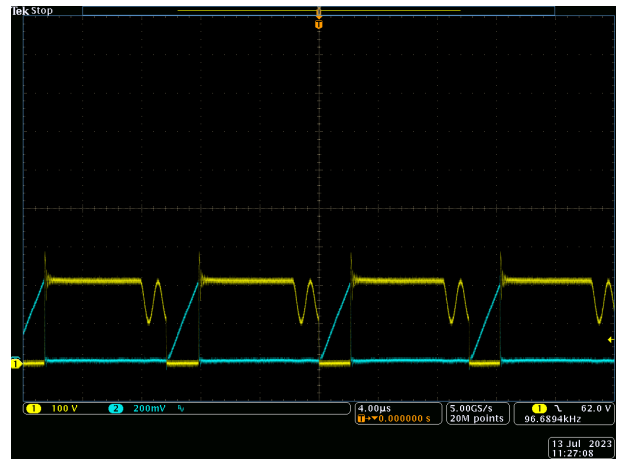 Tek Stop
T
T
1
1 100 V 2 200mV 4.00µs 5.00GS/s 1 62.0 V
T→▼0.000000 s 20M points 96.6894kHz
13 Jul 2023
11:27:08